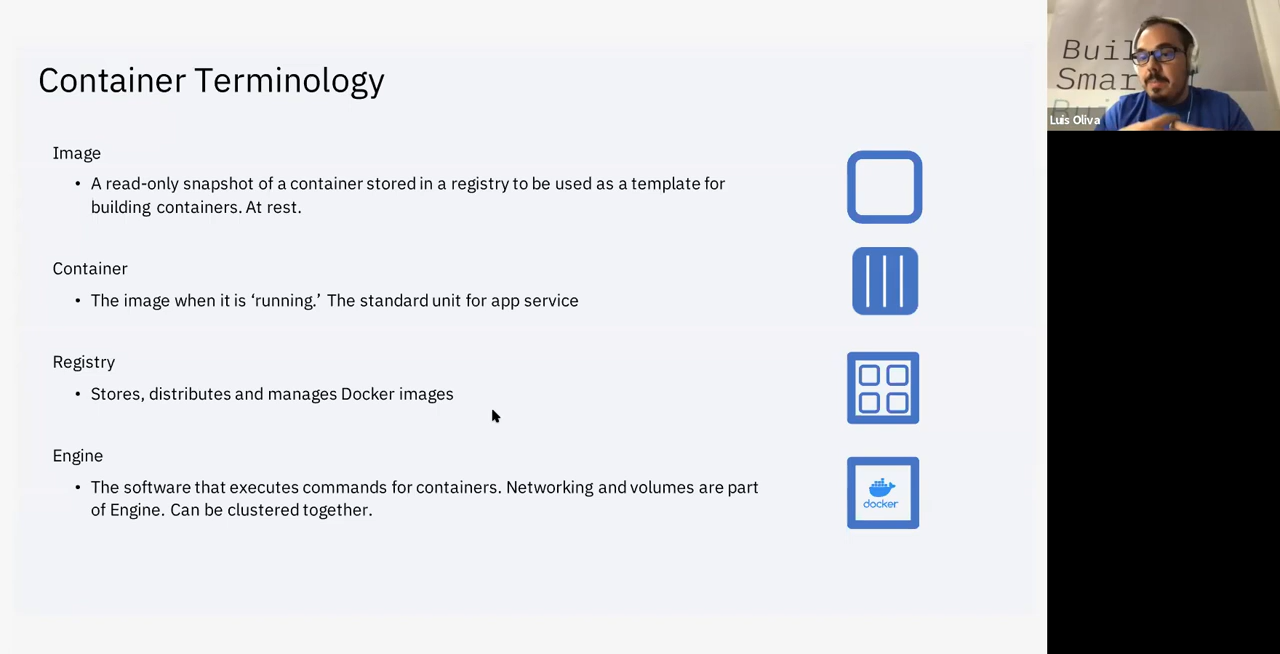 Container Terminology
Image
• A read-only snapshot of a container stored in a registry to be used as a template for
building containers. At rest.
Container
• The image when it is ‘running.’ The standard unit for app service
Registry
• Stores, distributes and manages Docker images
Engine
• The software that executes commands for containers. Networking and volumes are part
of Engine. Can be clustered together.
docker
Luis Oliva